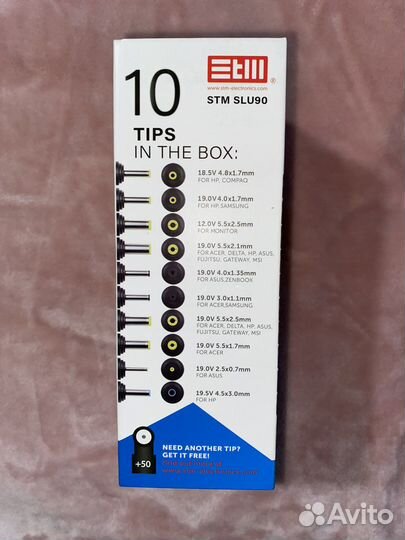 STM
®
www.stm-electronics.com
STM SLU90
10
TIPS
IN THE BOX:
18.5V 4.8x1.7mm
FOR HP, COMPAQ
19.0V 4.0x1.7mm
FOR HP,SAMSUNG
12.0V 5.5x2.5mm
FOR MONITOR
19.0V 5.5x2.1mm
FOR ACER, DELTA, HP, ASUS,
FUJITSU, GATEWAY, MSI
19.0V 4.0x1.35mm
FOR ASUS,ZENBOOK
19.0V 3.0x1.1mm
FOR ACER,SAMSUNG
19.0V 5.5x2.5mm
FOR ACER, DELTA, HP, ASUS,
FUJITSU, GATEWAY, MSI
19.0V 5.5x1.7mm
FOR ACER
19.0V 2.5x0.7mm
FOR ASUS
19.5V 4.5x3.0mm
FOR HP
NEED ANOTHER TIP?
GET IT FREE!
+50
Avito